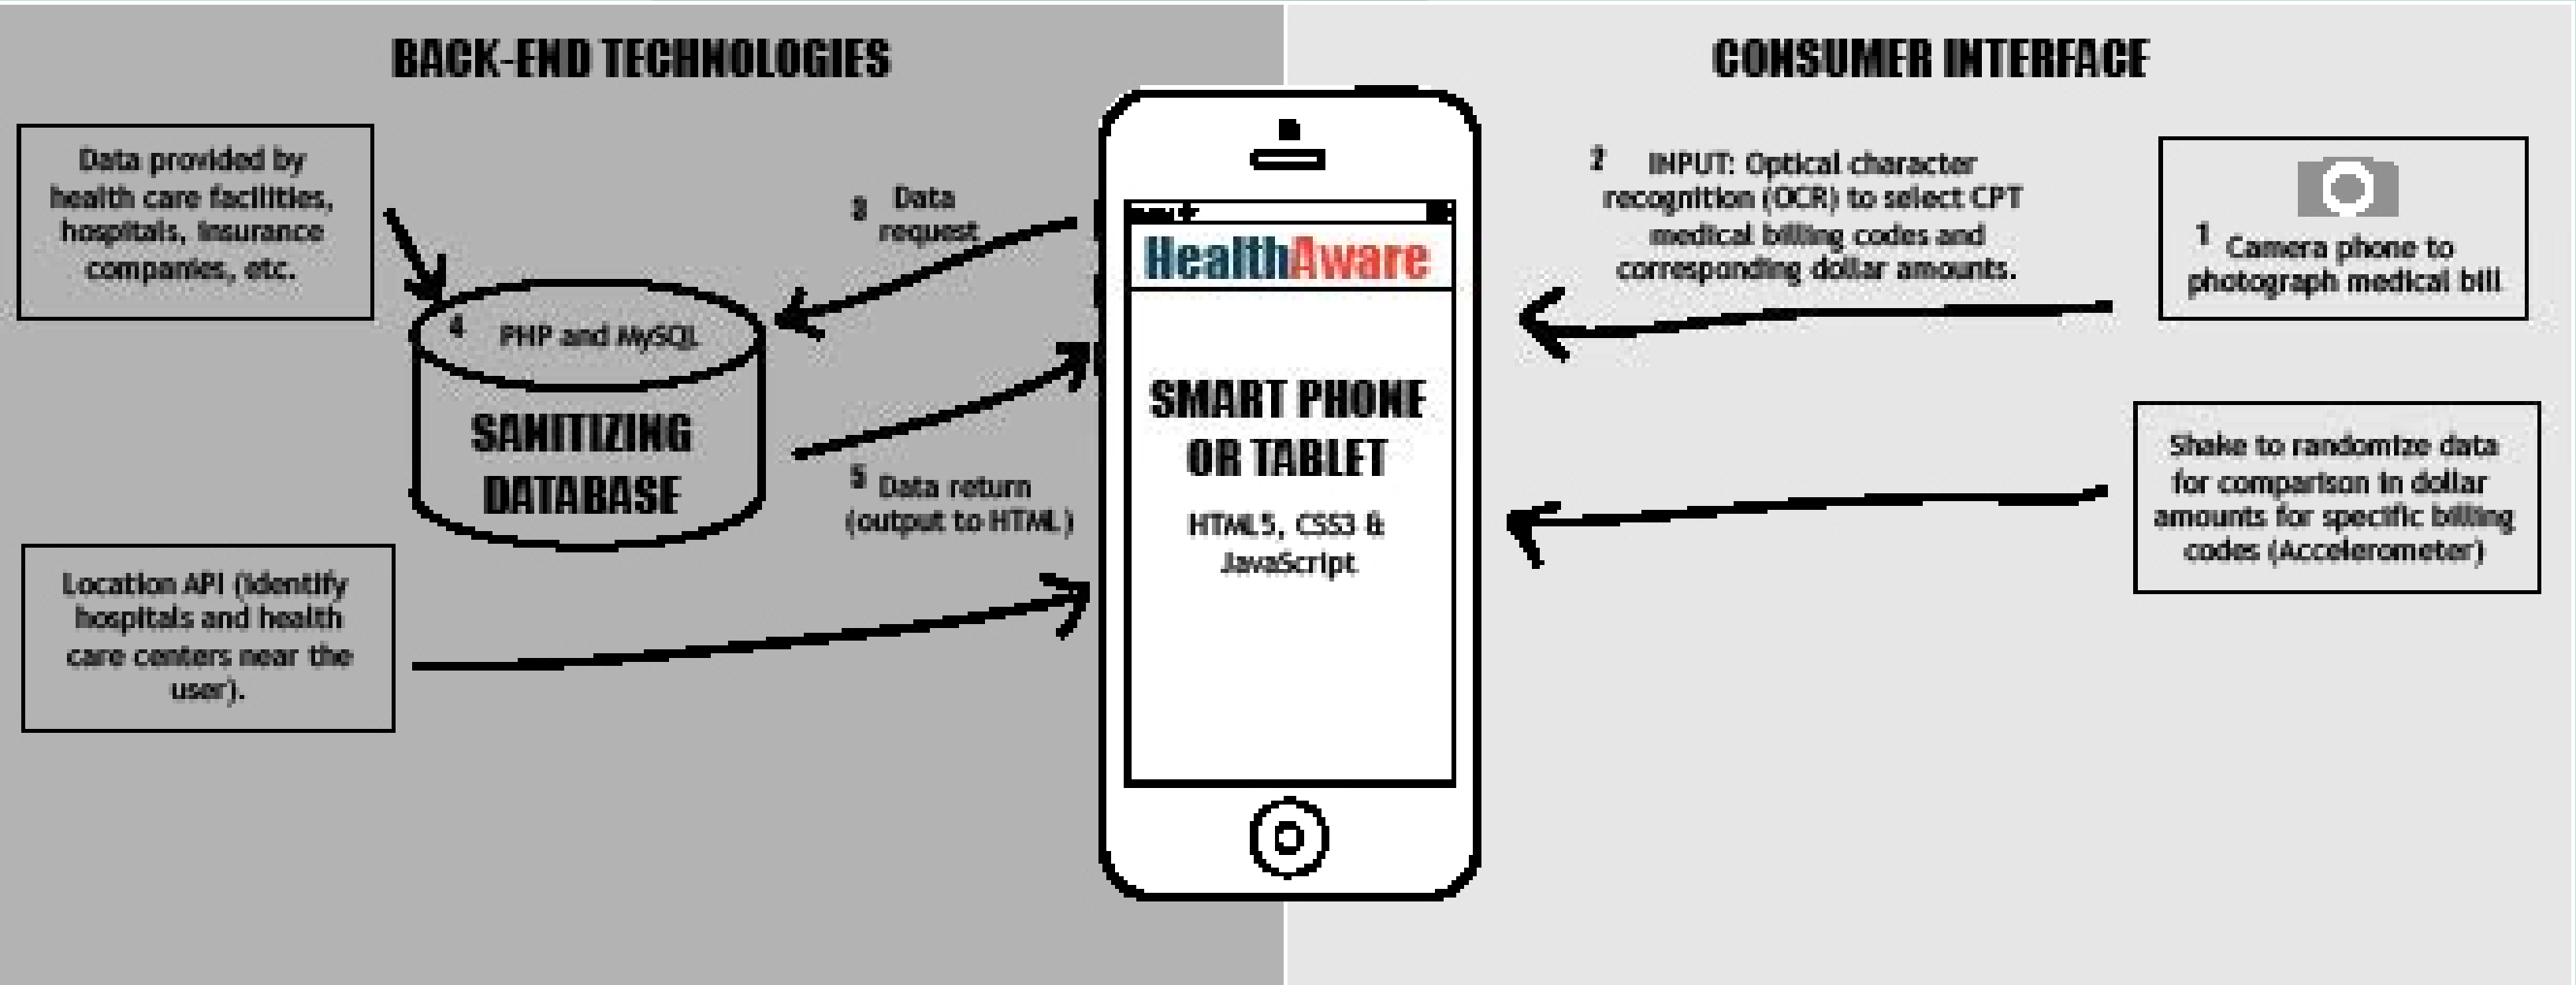 BACK-END TECHNOLOGIES
Data provided by
health care facilities,
hospitals, insurance
companies, etc.
3 Data
request
4 PHP and MySQL
SANITIZING
DATABASE
5 Data return
(output to HTML)
Location API (identify
hospitals and health
care centers near the
user).
HealthAware
SMART PHONE
OR TABLET
HTML5, CSS3 &
JavaScript
CONSUMER INTERFACE
2 INPUT: Optical character
recognition (OCR) to select CPT
medical billing codes and
corresponding dollar amounts.
1 Camera phone to
photograph medical bill
Shake to randomize data
for comparison in dollar
amounts for specific billing
codes (Accelerometer)